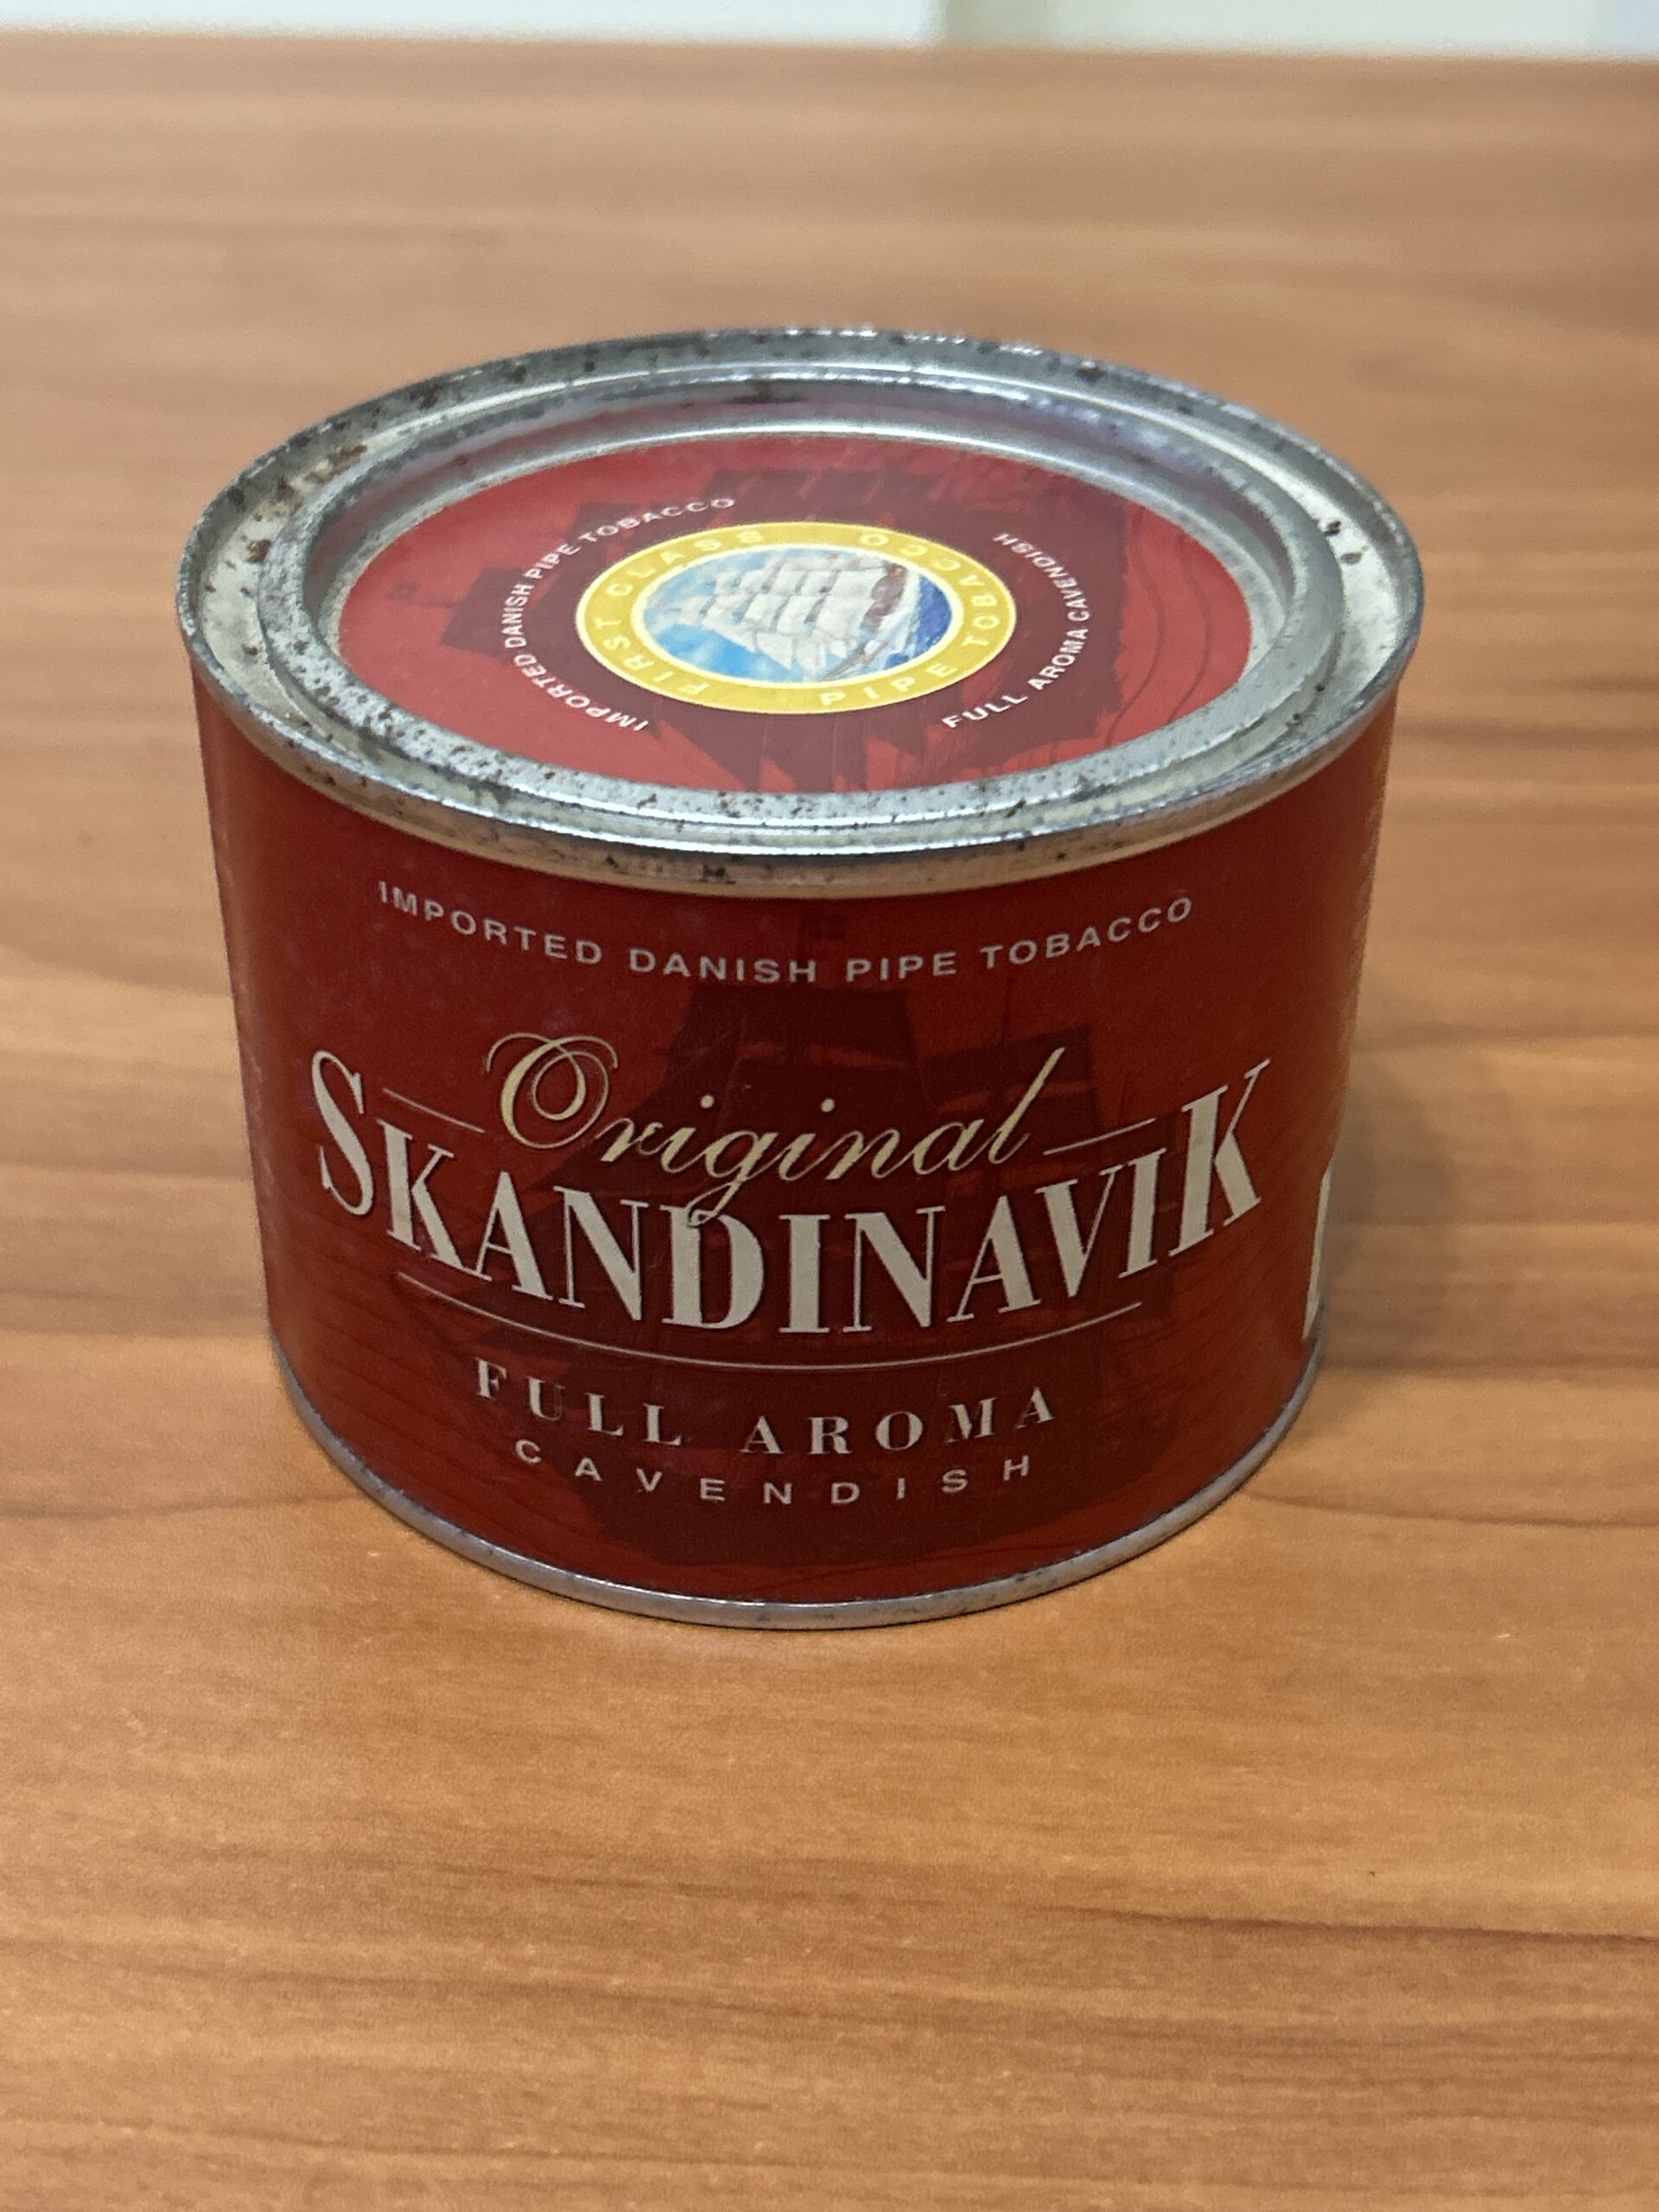 IMPORTED DANISH PIPE TOBACCO
FIRST CLASS
PIPE TOBACCO
FULL AROMA CAVENDISH
IMPORTED DANISH PIPE TOBACCO
Original
SKANDINAVIK
FULL AROMA
CAVENDISH